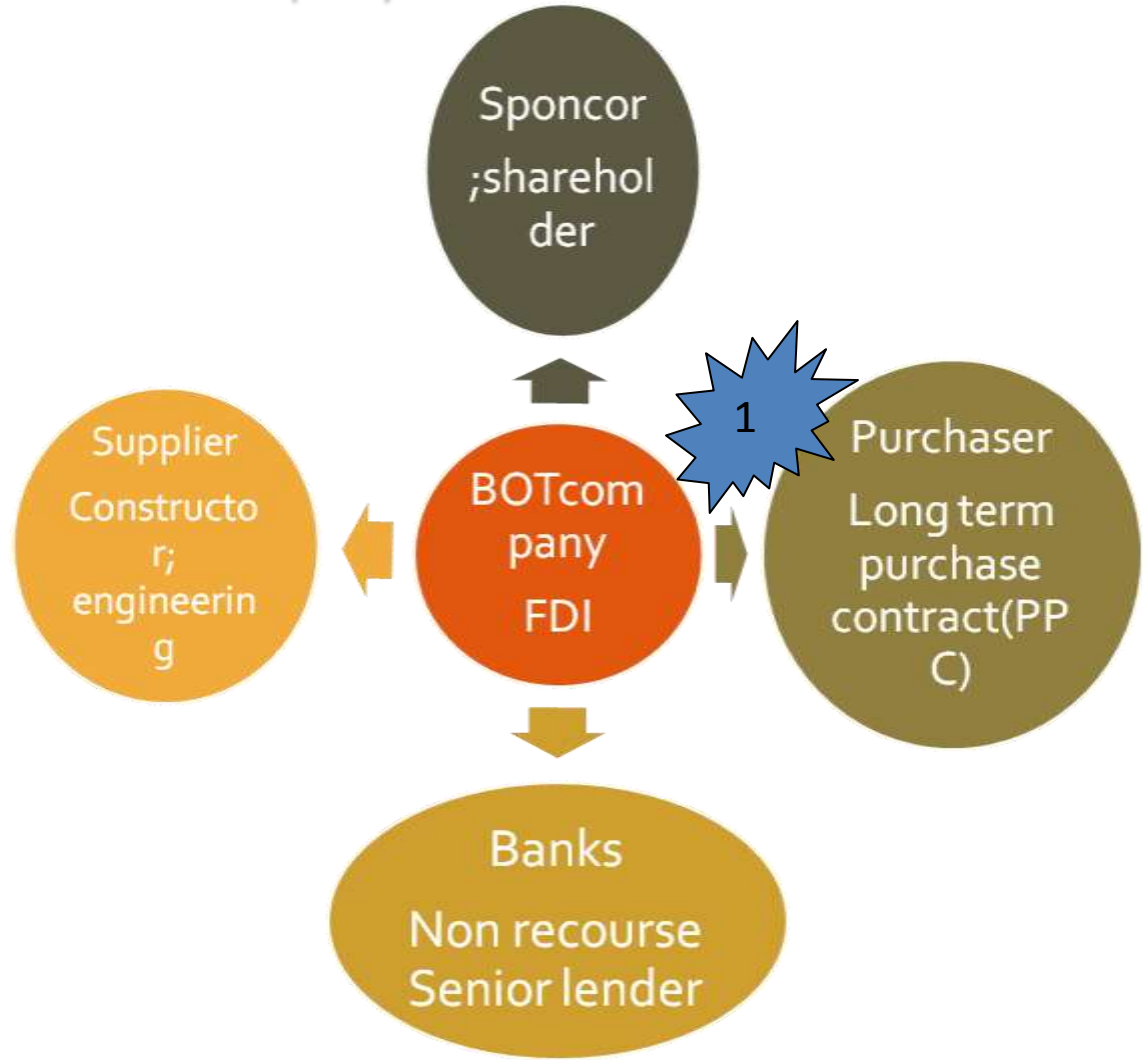 Sponcor
;sharehol
der
1
Supplier
Constructo
r;
engineerin
g
BOTcom
pany
FDI
Purchaser
Long term
purchase
contract(PP
C)
Banks
Non recourse
Senior lender